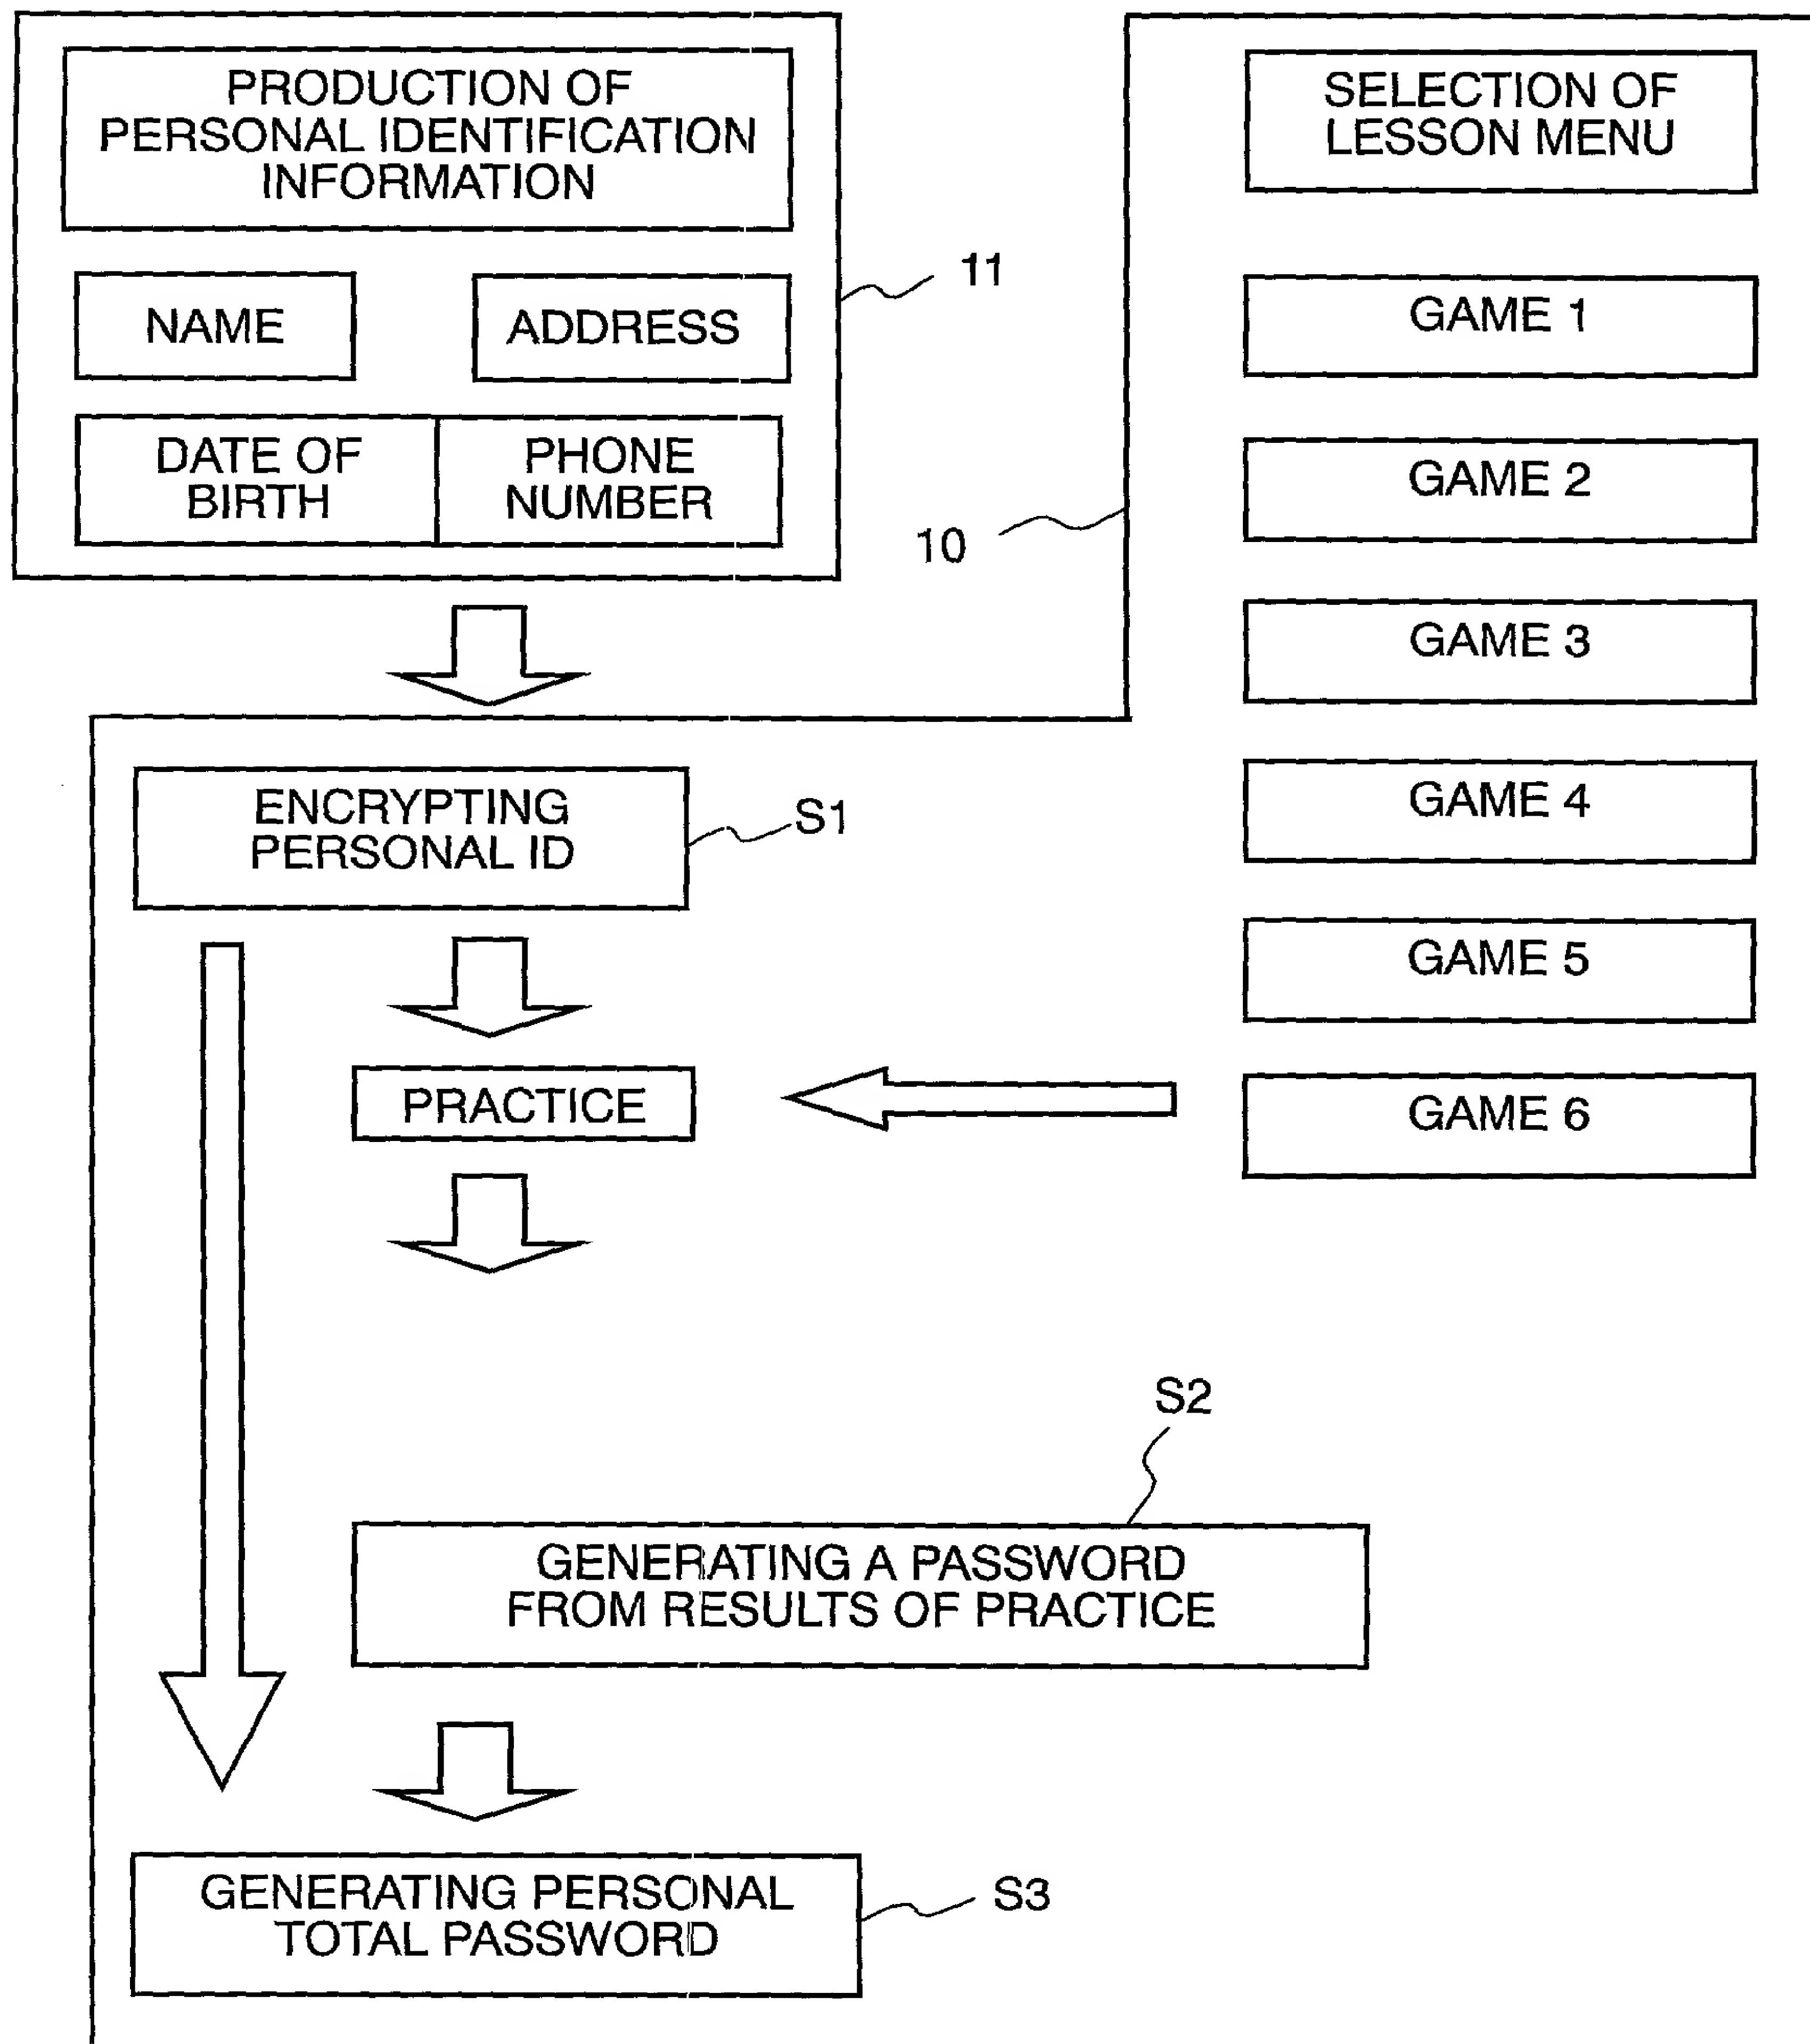 PRODUCTION OF
PERSONAL IDENTIFICATION
INFORMATION
NAME
ADDRESS
DATE OF
BIRTH
PHONE
NUMBER
11
SELECTION OF
LESSON MENU
GAME 1
GAME 2
GAME 3
GAME 4
GAME 5
GAME 6
10
ENCRYPTING
PERSONAL ID
S1
PRACTICE
S2
GENERATING A PASSWORD
FROM RESULTS OF PRACTICE
GENERATING PERSONAL
TOTAL PASSWORD
S3